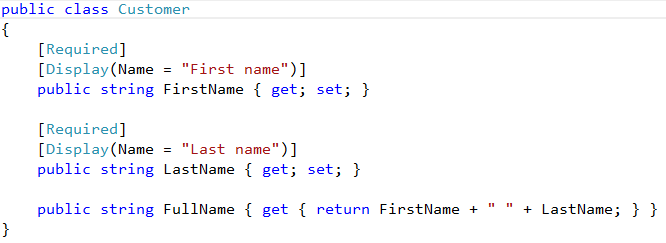 public class Customer
{
    [Required]
    [Display(Name = "First name")]
    public string FirstName { get; set; }

    [Required]
    [Display(Name = "Last name")]
    public string LastName { get; set; }

    public string FullName { get { return FirstName + " " + LastName; } }
}